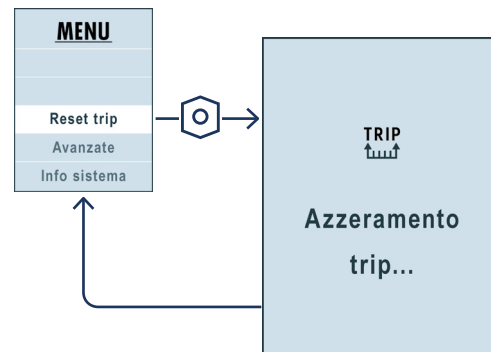 MENU
Reset trip
Avanzate
Info sistema
TRIP
Azzeramento
trip...